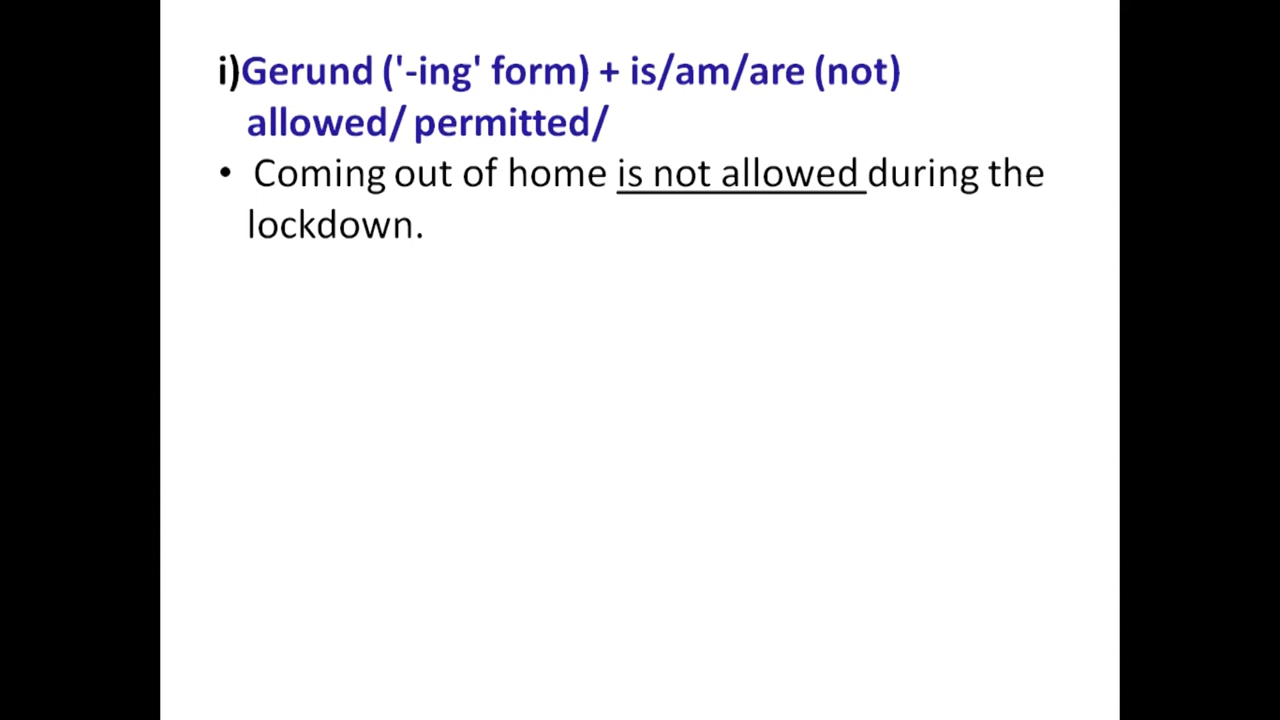 i)Gerund ('-ing' form) + is/am/are (not)
allowed/ permitted/
• Coming out of home is not allowed during the
lockdown.